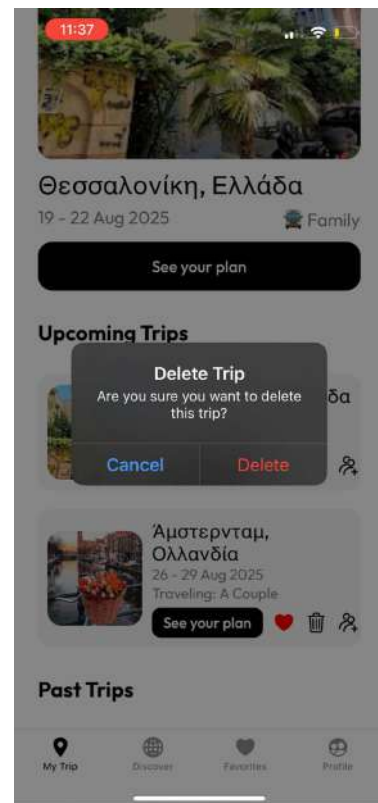 11:37
Θεσσαλονίκη, Ελλάδα
19 - 22 Aug 2025 Family
See your plan
Upcoming Trips
Delete Trip
Are you sure you want to delete
this trip?
δα
Cancel Delete
Άμστερνταμ,
Ολλανδία
26 - 29 Aug 2025
Traveling: A Couple
See your plan
Past Trips
My Trip Discover Favorites Profile